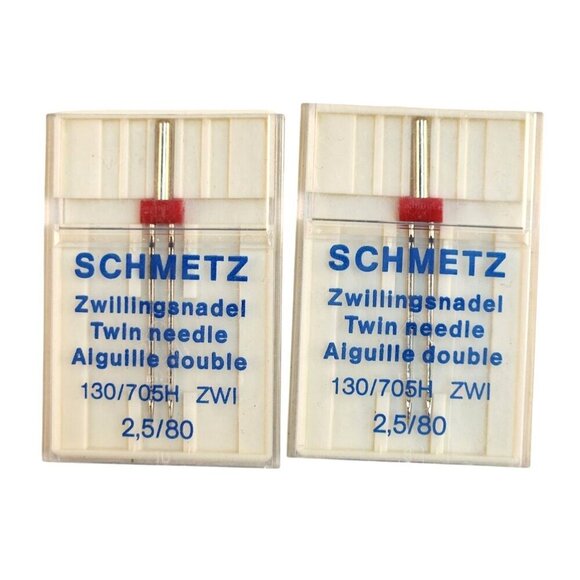 SCHMETZ
Zwillingsnadel
Twin needle
Aiguille double
130/705H ZWI
2,5/80
SCHMETZ
Zwillingsnadel
Twin needle
Aiguille double
130/705H ZWI
2,5/80